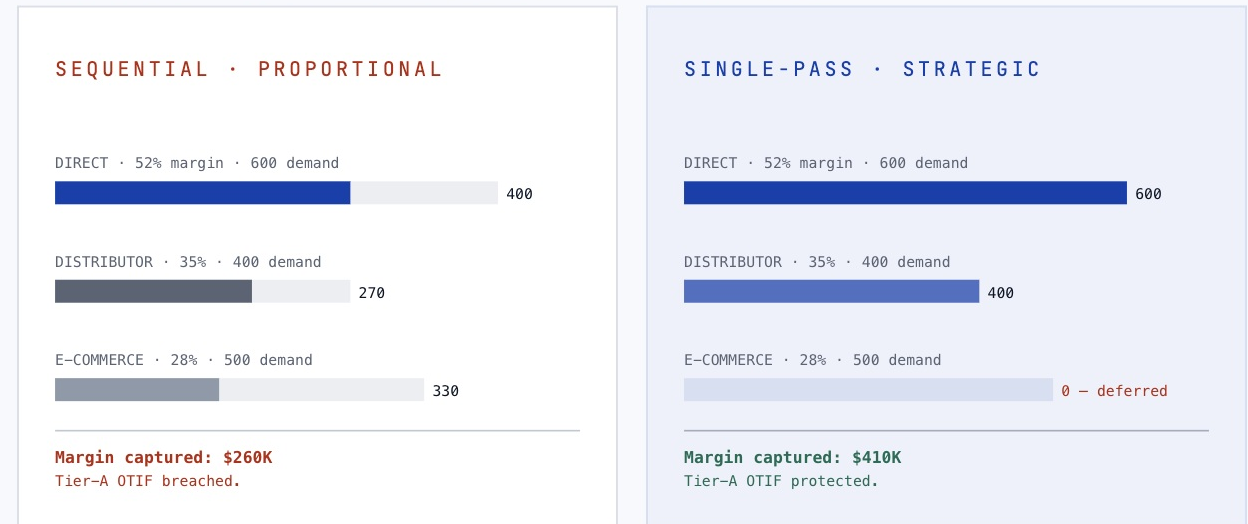 SEQUENTIAL · PROPORTIONAL
DIRECT · 52% margin · 600 demand
400
DISTRIBUTOR · 35% · 400 demand
270
E–COMMERCE · 28% · 500 demand
330
Margin captured: $260K
Tier–A OTIF breached.
SINGLE-PASS · STRATEGIC
DIRECT · 52% margin · 600 demand
600
DISTRIBUTOR · 35% · 400 demand
400
E–COMMERCE · 28% · 500 demand
0 — deferred
Margin captured: $410K
Tier–A OTIF protected.